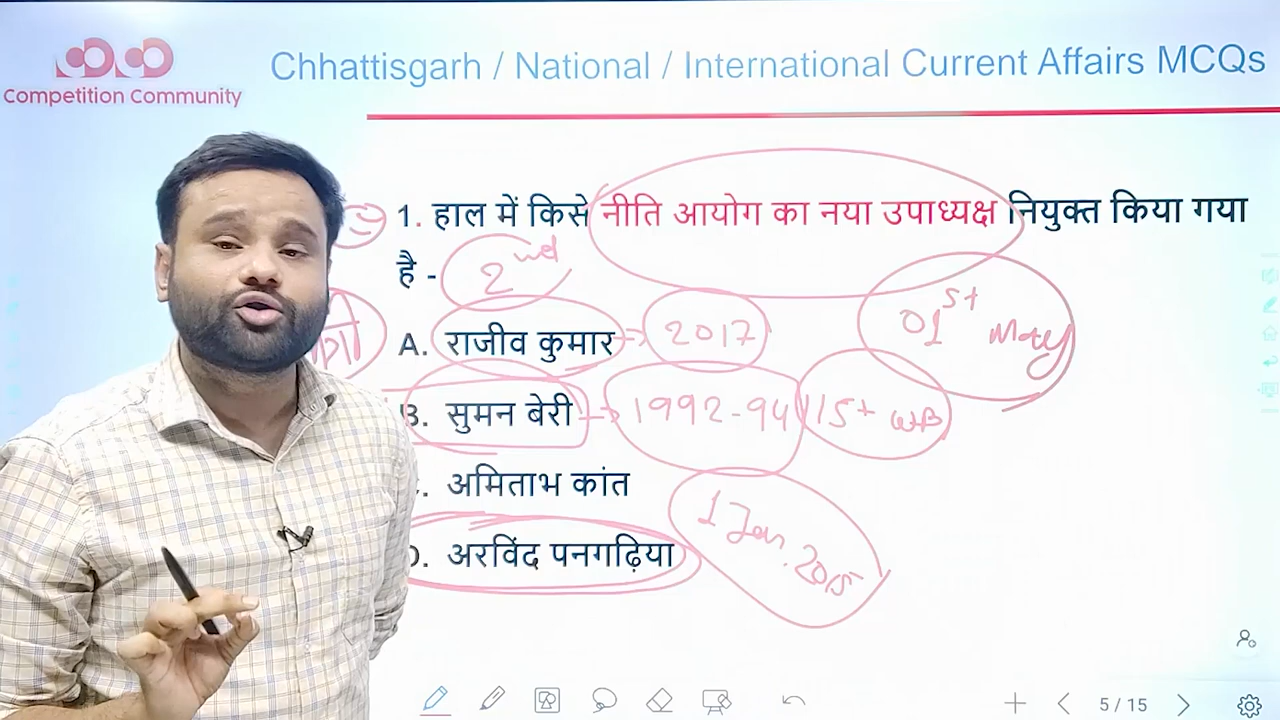 Competition Community
Chhattisgarh / National / International Current Affairs MCQs
1. हाल में किसे नीति आयोग का नया उपाध्यक्ष नियुक्त किया गया
है -
2nd
01st May
A. राजीव कुमार → 2017
B. सुमन बेरी → 1992-94 15+ WB
. अमिताभ कांत
D. अरविंद पनगढ़िया
1 Jan. 2015
5 / 15